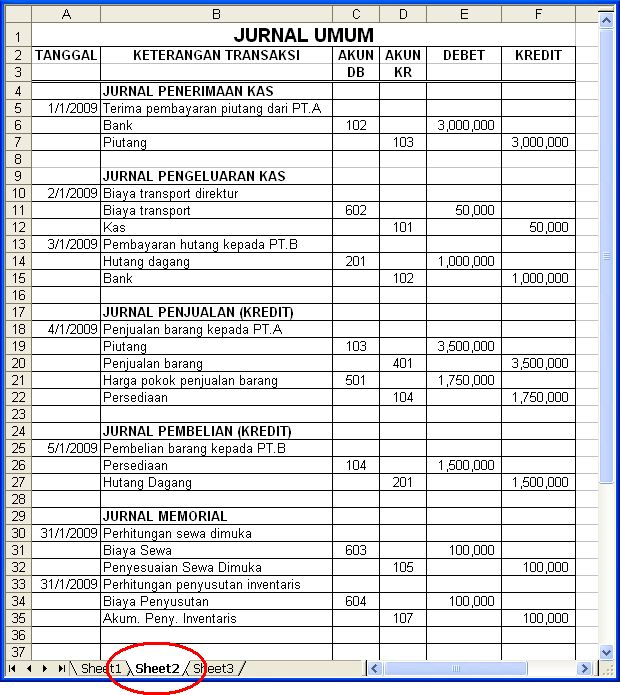 A B C D E F
1 JURNAL UMUM
2 TANGGAL KETERANGAN TRANSAKSI AKUN AKUN DEBET KREDIT
3 DB KR
4 JURNAL PENERIMAAN KAS
5 1/1/2009 Terima pembayaran piutang dari PT.A
6 Bank 102 3,000,000
7 Piutang 103 3,000,000
8
9 JURNAL PENGELUARAN KAS
10 2/1/2009 Biaya transport direktur
11 Biaya transport 602 50,000
12 Kas 101 50,000
13 3/1/2009 Pembayaran hutang kepada PT.B
14 Hutang dagang 201 1,000,000
15 Bank 102 1,000,000
16
17 JURNAL PENJUALAN (KREDIT)
18 4/1/2009 Penjualan barang kepada PT.A
19 Piutang 103 3,500,000
20 Penjualan barang 401 3,500,000
21 Harga pokok penjualan barang 501 1,750,000
22 Persediaan 104 1,750,000
23
24 JURNAL PEMBELIAN (KREDIT)
25 5/1/2009 Pembelian barang kepada PT.B
26 Persediaan 104 1,500,000
27 Hutang Dagang 201 1,500,000
28
29 JURNAL MEMORIAL
30 31/1/2009 Perhitungan sewa dimuka
31 Biaya Sewa 603 100,000
32 Penyesuaian Sewa Dimuka 105 100,000
33 31/1/2009 Perhitungan penyusutan inventaris
34 Biaya Penyusutan 604 100,000
35 Akum. Peny. Inventaris 107 100,000
36
37
Sheet1 Sheet2 Sheet3